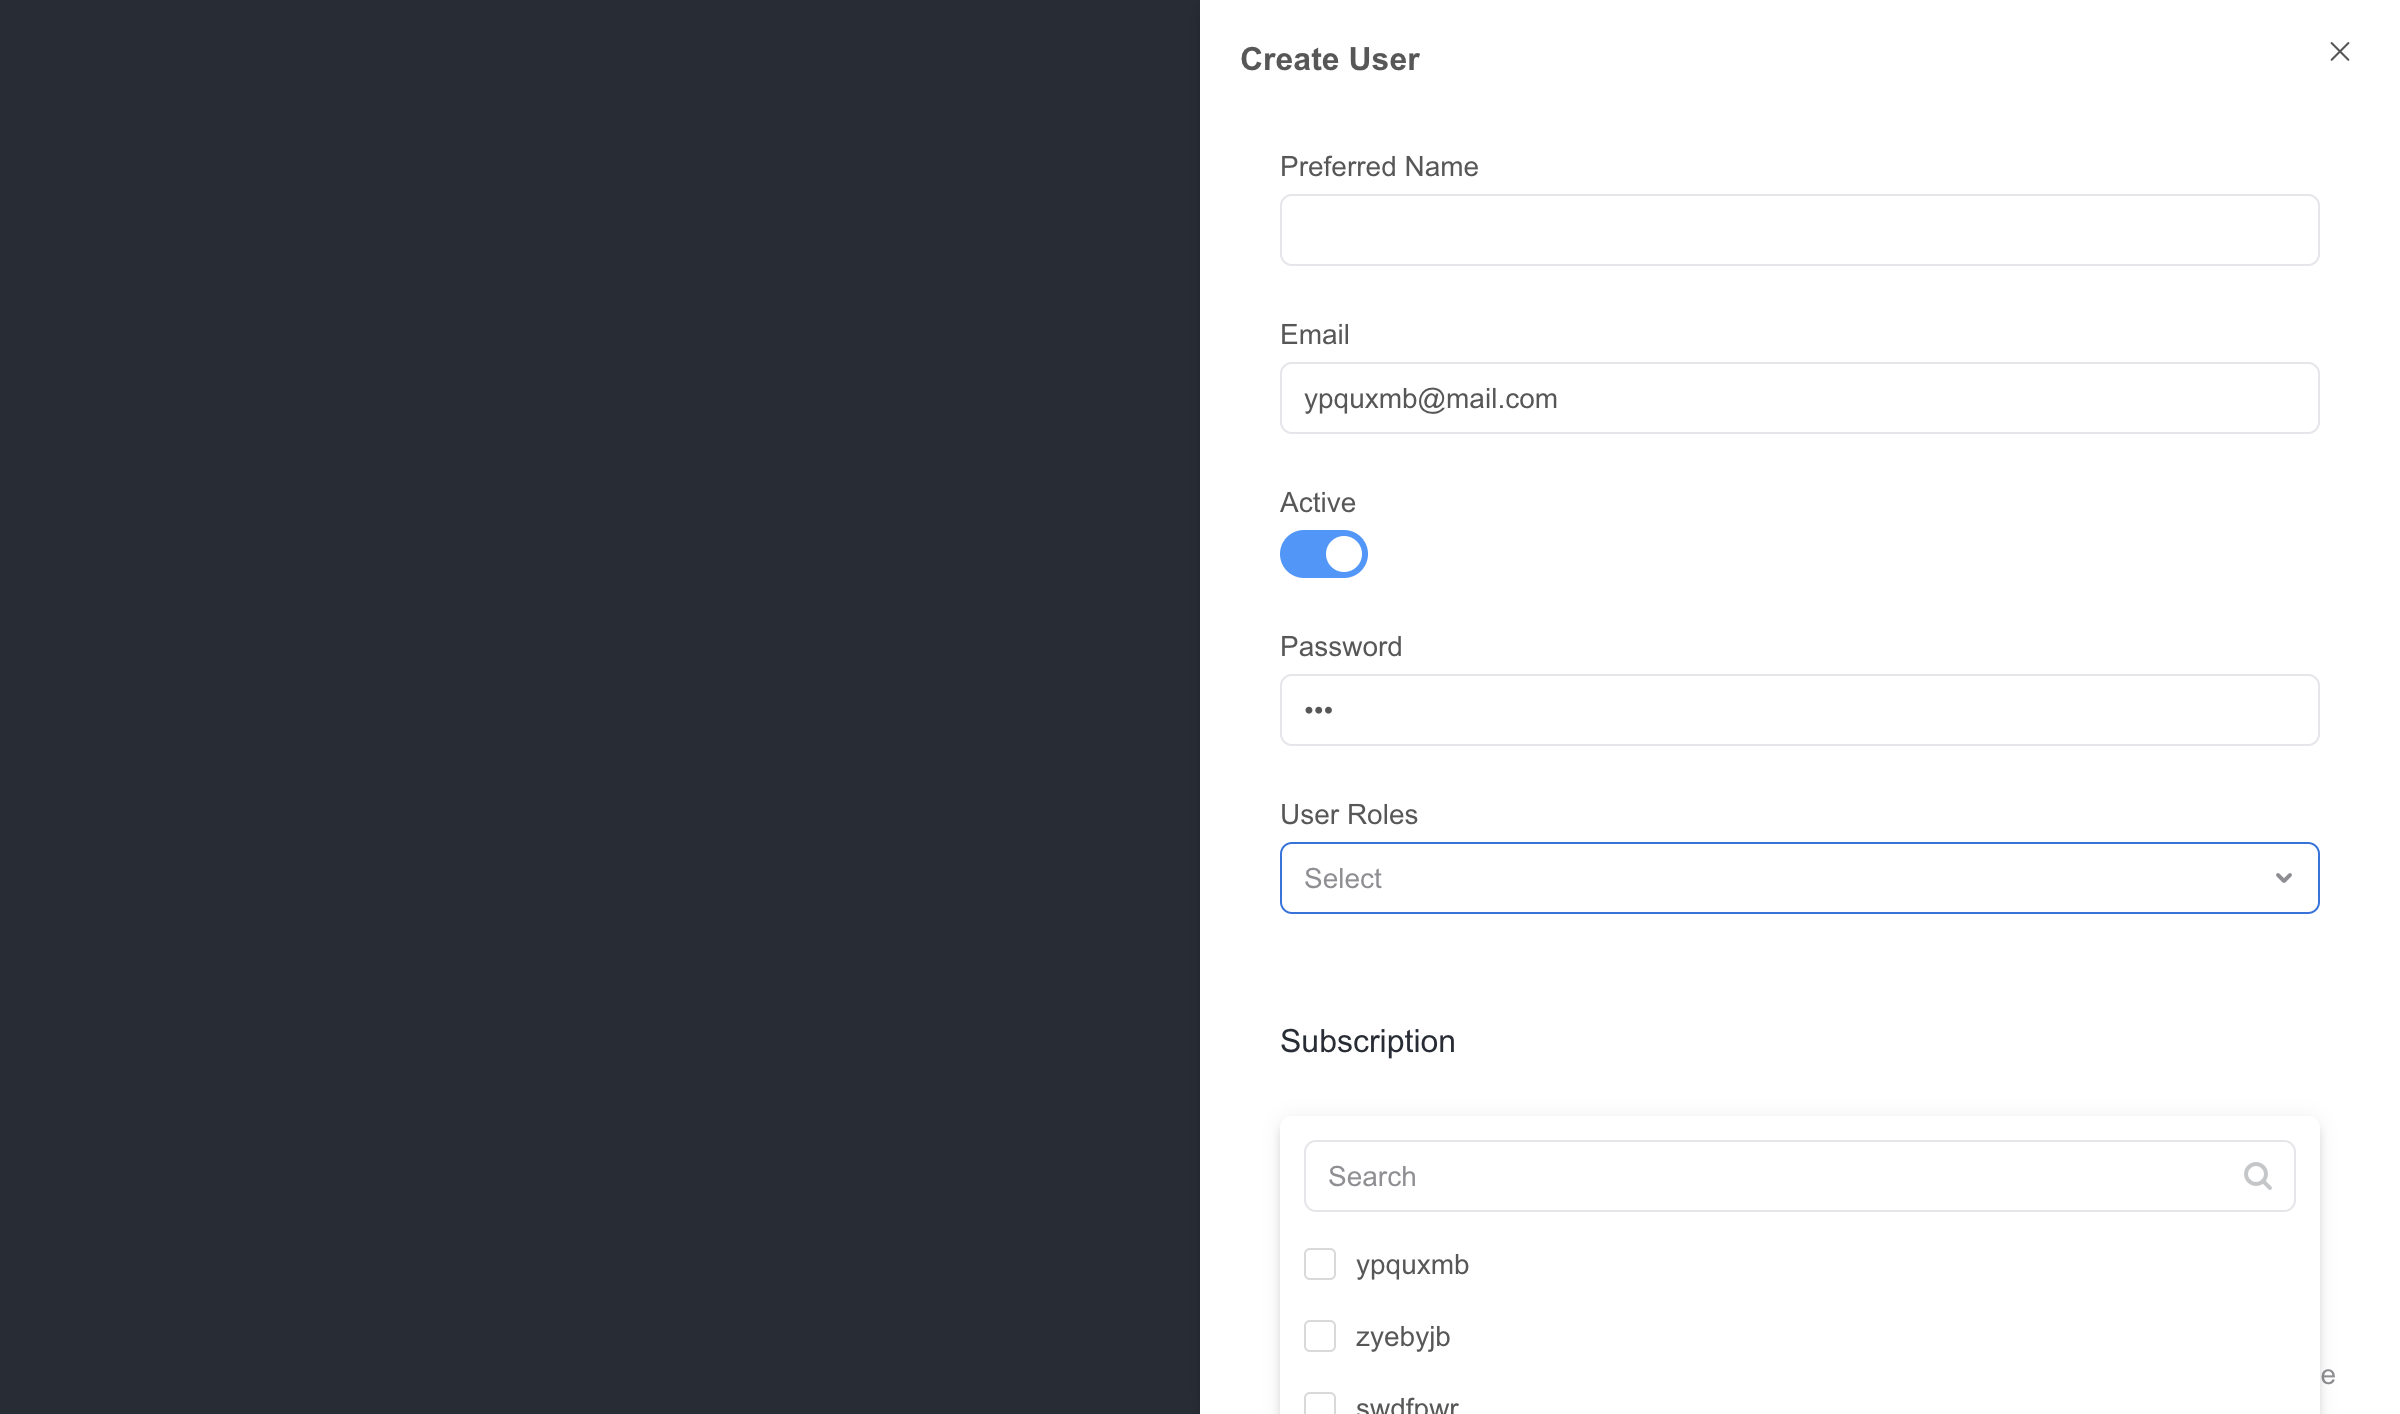 Create User
Preferred Name
Email
ypquxmb@mail.com
Active
Password
User Roles
Select
Subscription
Search
ypquxmb
zyebyjb
swdfpwr
e